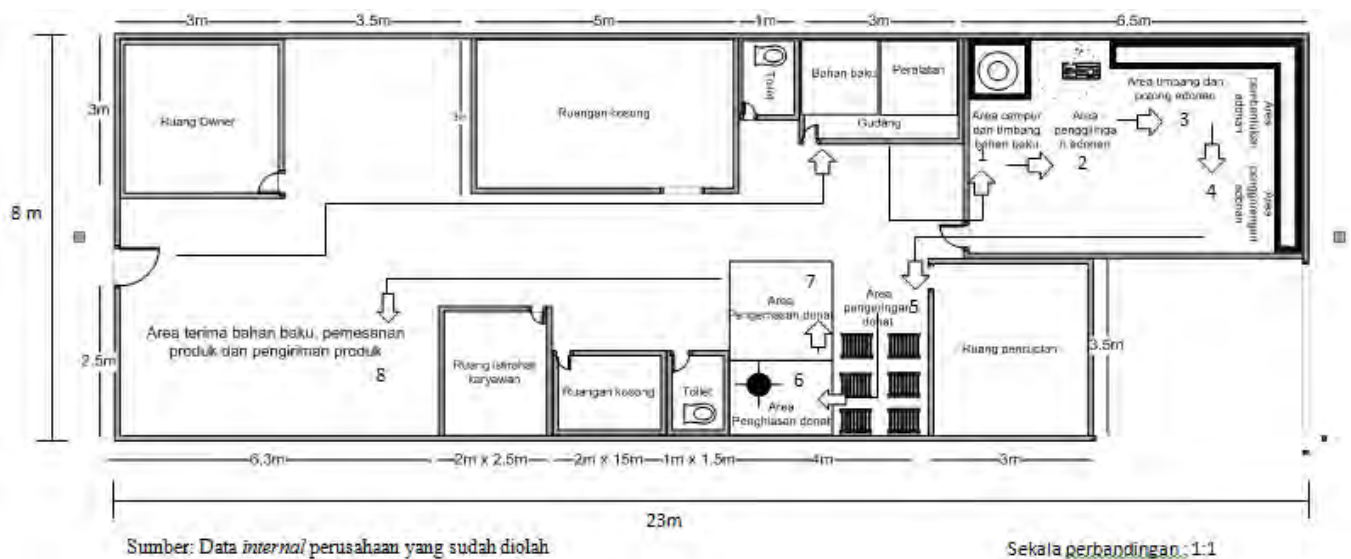 3m
3.5m
5m
1m
3m
6.5m
8 m
3m
3m
Ruang Owner
Ruangan kosong
Toilet
Bahan baku
Peralatan
Gudang
Area campur
dan timbang
bahan baku
1
Area
penggilinga
n adonan
2
Area timbang dan
potong adonan
3
Area
pembentukan
adonan
4
Area
penggorengan
adonan
2.5m
Area terima bahan baku, pemesanan
produk dan pengiriman produk
8
Ruang istirahat
karyawan
Ruangan kosong
Toilet
7
Area
Pengemasan donat
6
Area
Penghiasan donat
Area
pengeringan
donat
5
Ruang pencucian
3.5m
6.3m
2m x 2.5m
2m x 15m
1m x 1.5m
4m
3m
23m
Sumber: Data internal perusahaan yang sudah diolah
Sekala perbandingan : 1:1